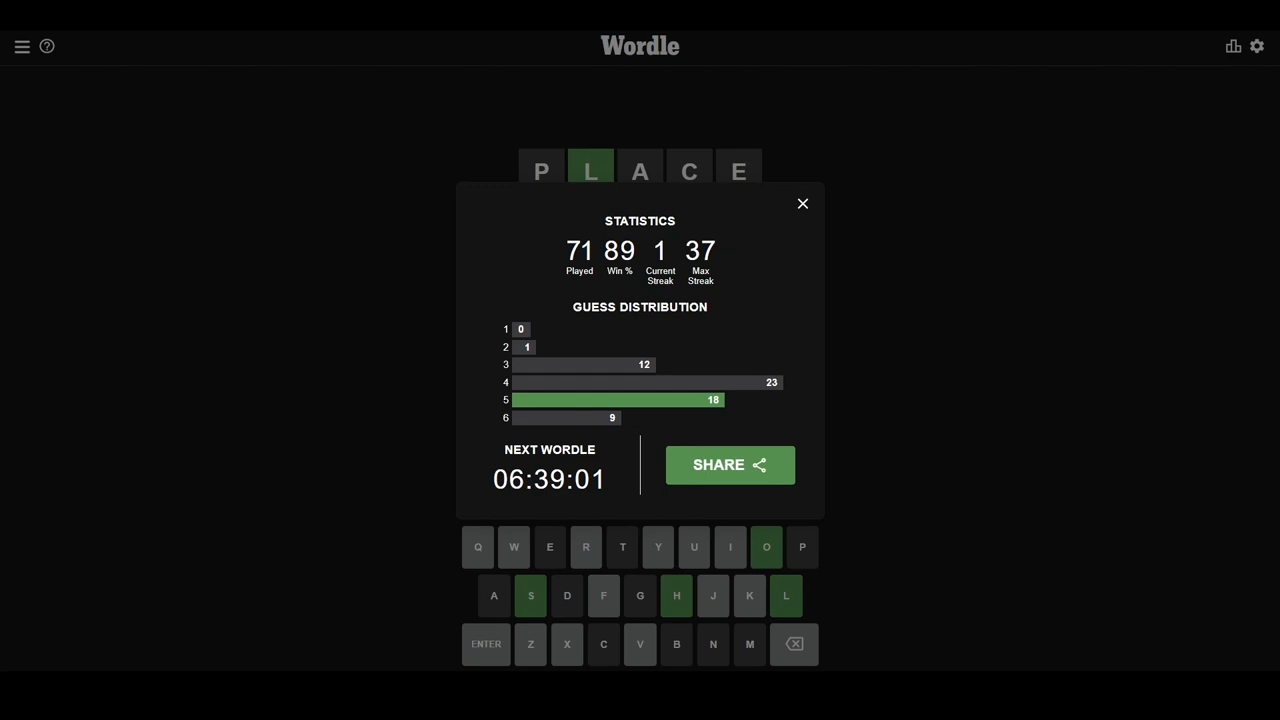 Wordle
P L A C E
STATISTICS
71 89 1 37
Played Win % Current Streak Max Streak
GUESS DISTRIBUTION
1 0
2 1
3 12
4 23
5 18
6 9
NEXT WORDLE
06:39:01
SHARE
Q W E R T Y U I O P
A S D F G H J K L
ENTER Z X C V B N M